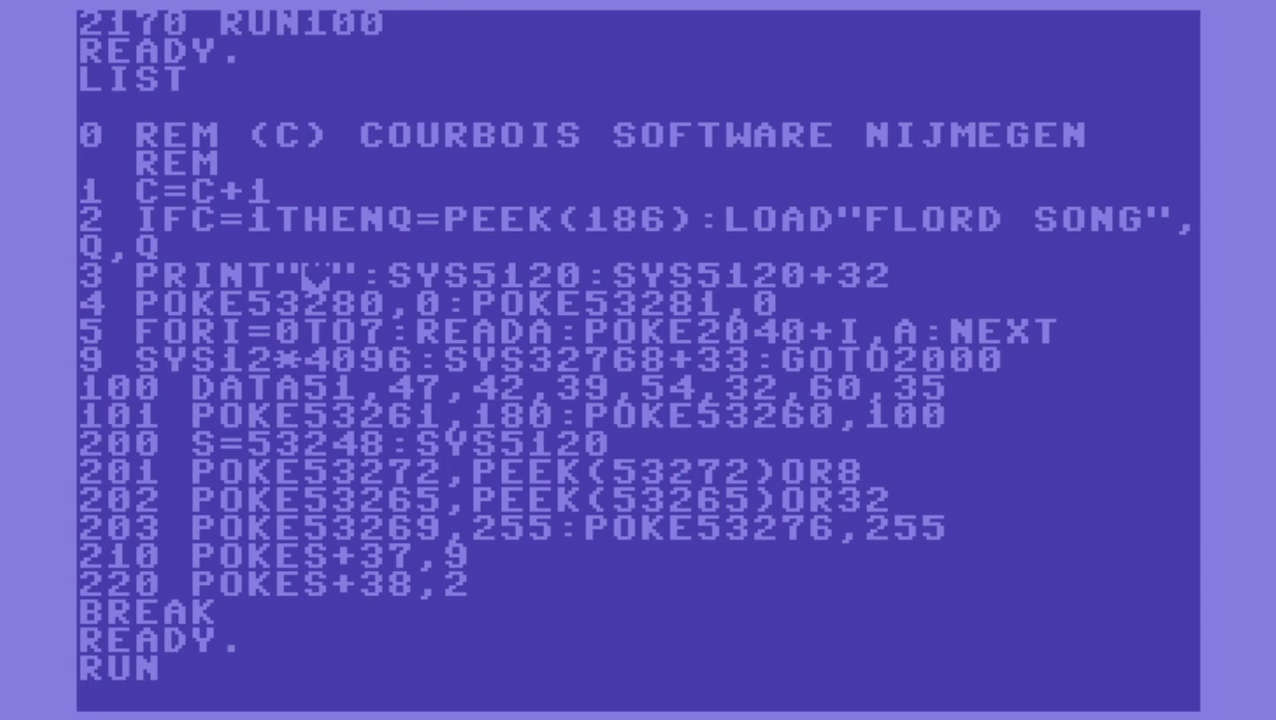 2170 RUN100
READY.
LIST
0 REM (C) COURBOIS SOFTWARE NIJMEGEN
REM
1 C=C+1
2 IFC=1THENQ=PEEK(186):LOAD"FLORD SONG",
Q,Q
3 PRINT"♥":SYS5120:SYS5120+32
4 POKE53280,0:POKE53281,0
5 FORI=0TO7:READA:POKE2040+I,A:NEXT
9 SYS12*4096:SYS32768+33:GOTO2000
100 DATA51,47,42,39,54,32,60,35
101 POKE53261,180:POKE53260,100
200 S=53248:SYS5120
201 POKE53272,PEEK(53272)OR8
202 POKE53265,PEEK(53265)OR32
203 POKE53269,255:POKE53276,255
210 POKES+37,9
220 POKES+38,2
BREAK
READY.
RUN